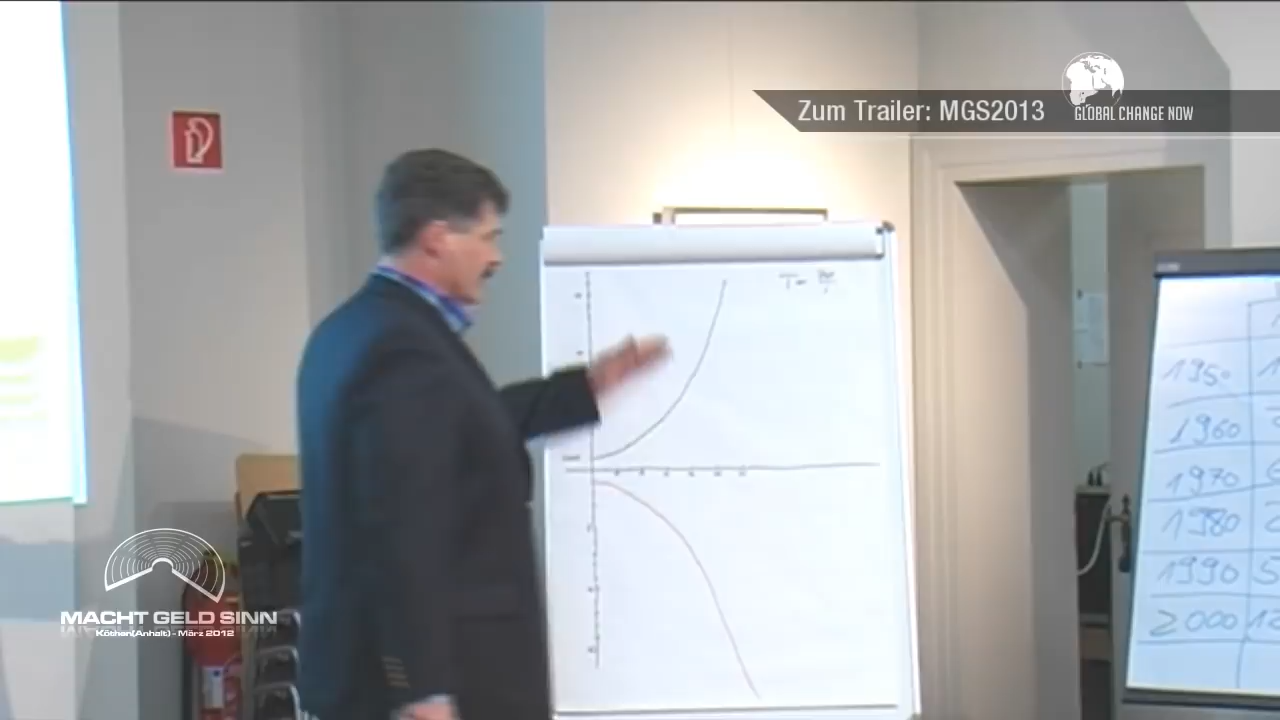 Zum Trailer: MGS2013
GLOBAL CHANGE NOW
1950
1960
1970
1980
1990
2000
MACHT GELD SINN
Köthen(Anhalt) - März 2012